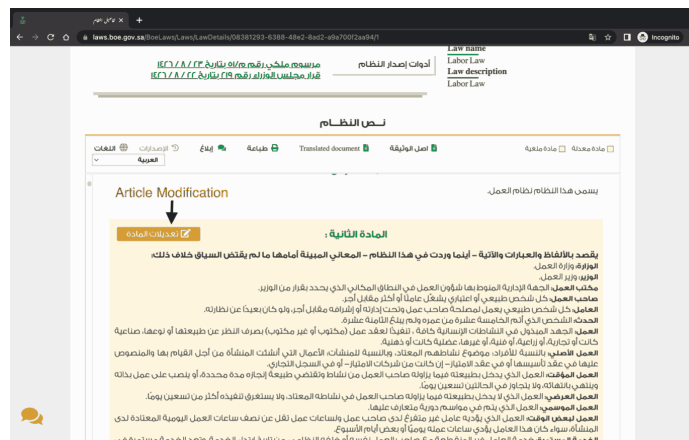 تفاصيل النظام
laws.boe.gov.sa/BoeLaws/Laws/LawDetails/08381293-6388-48e2-8ad2-a9a700f2aa94/1
Incognito
Law name
Labor Law
Law description
Labor Law
أدوات إصدار النظام
مرسوم ملكي رقم م/٥١ بتاريخ ٢٣ / ٨ / ١٤٢٦
قرار مجلس الوزراء رقم ٢١٩ بتاريخ ٢٢ / ٨ / ١٤٢٦
نــص النظــام
مادة معدلة مادة ملغية
اصل الوثيقة
Translated document
طباعة
إبلاغ
الإصدارات
اللغات
العربية
يسمى هذا النظام نظام العمل.
Article Modification
تعديلات المادة
المادة الثانية :
يقصد بالألفاظ والعبارات والآتية – أينما وردت في هذا النظام – المعاني المبينة أمامها ما لم يقتض السياق خلاف ذلك:
الوزارة: وزارة العمل.
الوزير: وزير العمل.
مكتب العمل: الجهة الإدارية المنوط بها شؤون العمل في النطاق المكاني الذي يحدد بقرار من الوزير.
صاحب العمل: كل شخص طبيعي أو اعتباري يشغّل عاملًا أو أكثر مقابل أجر.
العامل: كل شخص طبيعي يعمل لمصلحة صاحب عمل وتحت إدارته أو إشرافه مقابل أجر، ولو كان بعيدًا عن نظارته.
الحدث: الشخص الذي أتم الخامسة عشرة من عمره ولم يبلغ الثامنة عشرة.
العمل: الجهد المبذول في النشاطات الإنسانية كافة ، تنفيذًا لعقد عمل (مكتوب أو غير مكتوب) بصرف النظر عن طبيعتها أو نوعها، صناعية
كانت أو تجارية، أو زراعية، أو فنية، أو غيرها، عضلية كانت أو ذهنية.
العمل الأصلي: بالنسبة للأفراد: موضوع نشاطهم المعتاد، وبالنسبة للمنشآت: الأعمال التي أنشئت المنشأة من أجل القيام بها والمنصوص
عليها في عقد تأسيسها أو في عقد الامتياز– إن كانت من شركات الامتياز– أو في السجل التجاري.
العمل المؤقت: العمل الذي يدخل بطبيعته فيما يزاوله صاحب العمل من نشاط وتقتضي طبيعة إنجازه مدة محددة، أو ينصب على عمل بذاته
وينتهي بانتهائه، ولا يتجاوز في الحالتين تسعين يومًا.
العمل العرضي: العمل الذي لا يدخل بطبيعته فيما يزاوله صاحب العمل في نشاطه المعتاد، ولا يستغرق تنفيذه أكثر من تسعين يومًا.
العمل الموسمي: العمل الذي يتم في مواسم دورية متعارف عليها.
العمل لبعض الوقت: العمل الذي يؤديه عامل غير متفرغ لدى صاحب عمل ولساعات عمل تقل عن نصف ساعات العمل اليومية المعتادة لدى
المنشأة، سواء كان هذا العامل يؤدي ساعات عمله يوميًا أو بعض أيام الأسبوع.